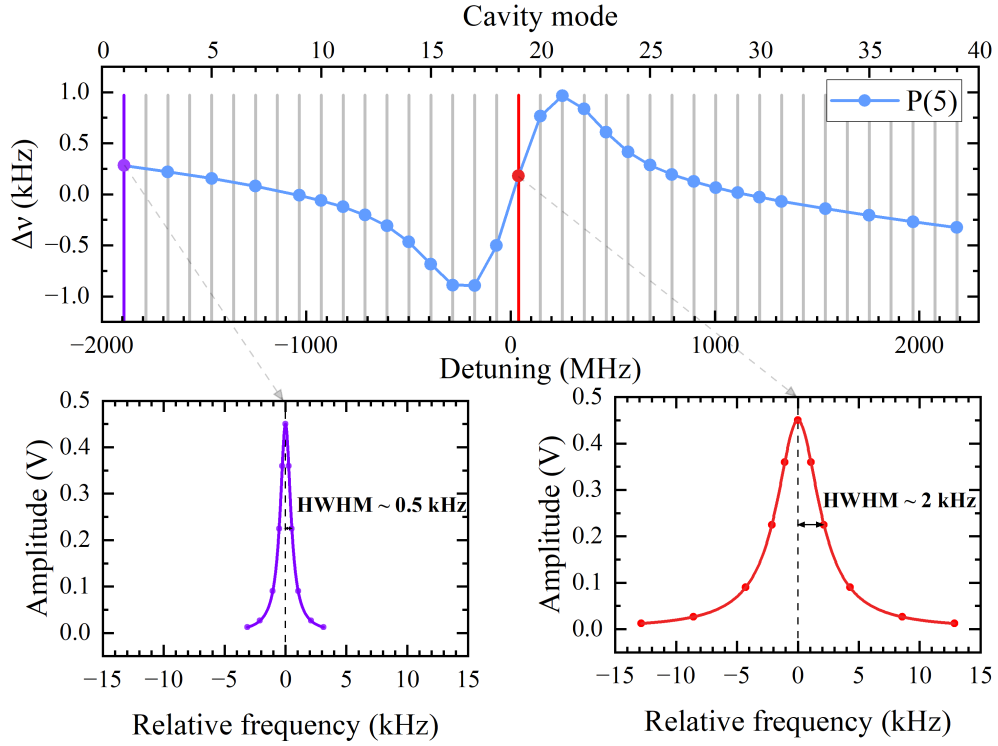 Cavity mode
0 5 10 15 20 25 30 35 40
P(5)
1.0
0.5
0.0
−0.5
−1.0
Δν (kHz)
−2000 −1000 0 1000 2000
Detuning (MHz)
0.5
0.4
0.3
0.2
0.1
0.0
Amplitude (V)
HWHM ~ 0.5 kHz
−15 −10 −5 0 5 10 15
Relative frequency (kHz)
0.5
0.4
0.3
0.2
0.1
0.0
Amplitude (V)
HWHM ~ 2 kHz
−15 −10 −5 0 5 10 15
Relative frequency (kHz)